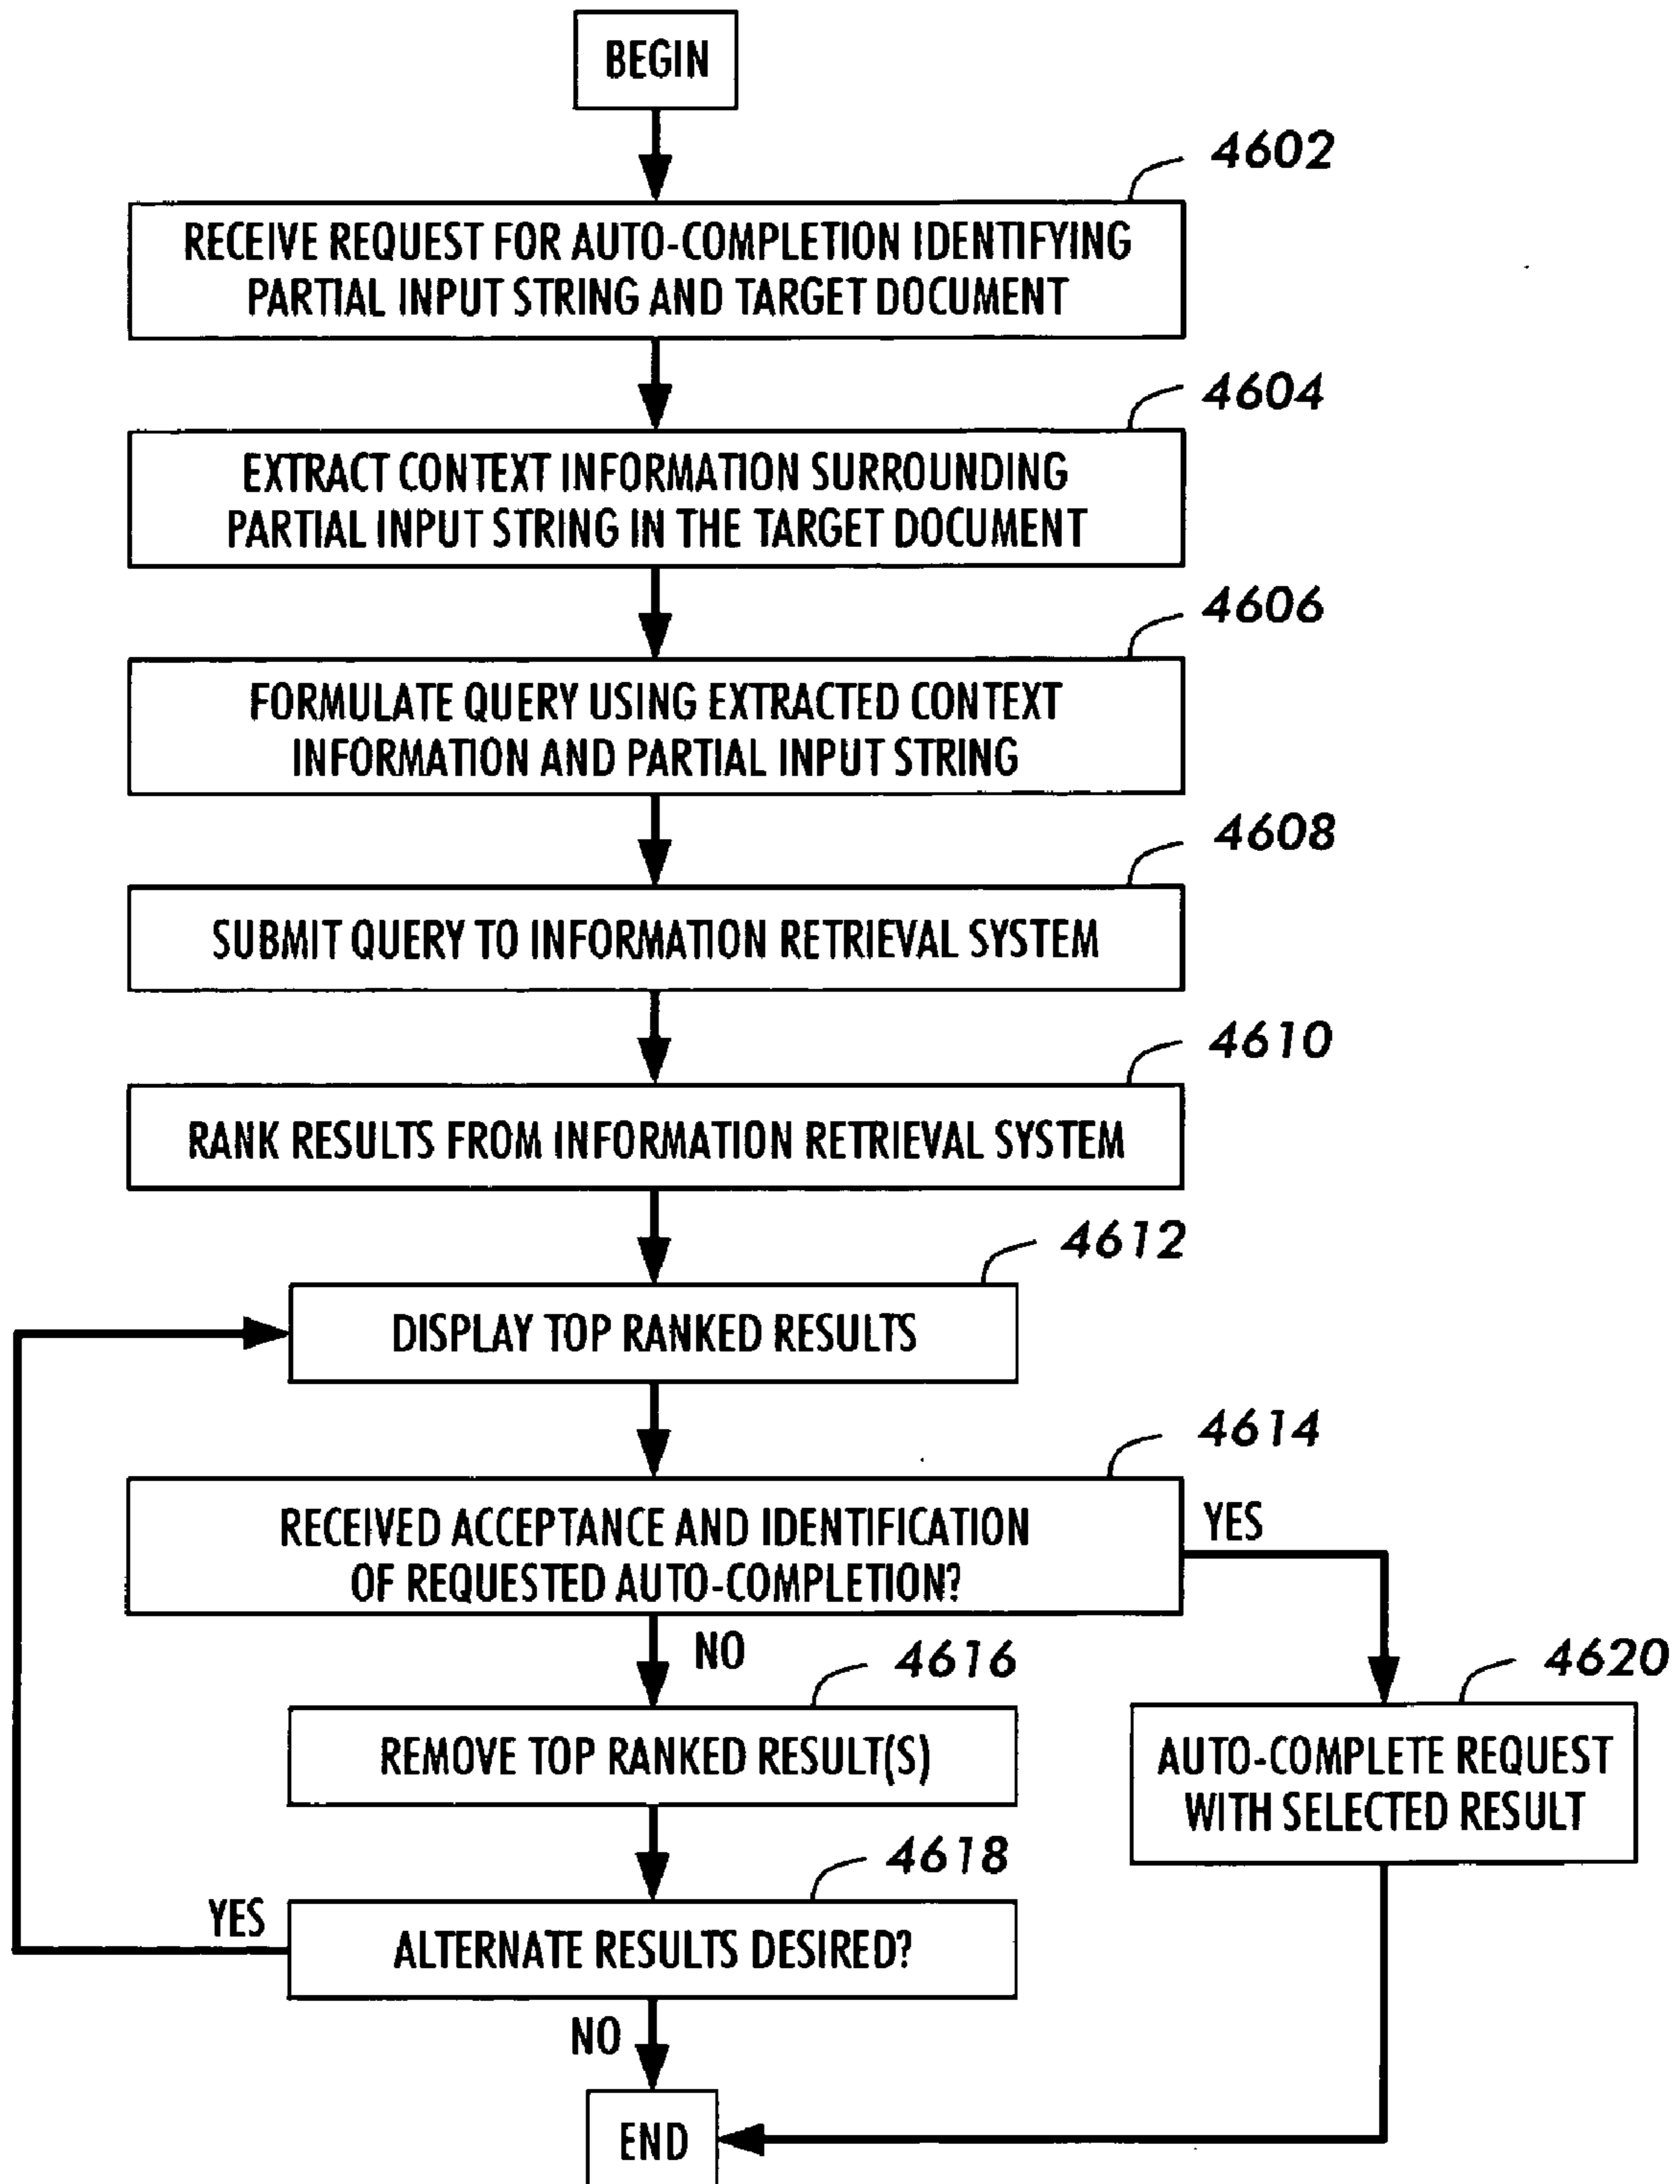 BEGIN
4602
RECEIVE REQUEST FOR AUTO-COMPLETION IDENTIFYING
PARTIAL INPUT STRING AND TARGET DOCUMENT
4604
EXTRACT CONTEXT INFORMATION SURROUNDING
PARTIAL INPUT STRING IN THE TARGET DOCUMENT
4606
FORMULATE QUERY USING EXTRACTED CONTEXT
INFORMATION AND PARTIAL INPUT STRING
4608
SUBMIT QUERY TO INFORMATION RETRIEVAL SYSTEM
4610
RANK RESULTS FROM INFORMATION RETRIEVAL SYSTEM
4612
DISPLAY TOP RANKED RESULTS
4614
RECEIVED ACCEPTANCE AND IDENTIFICATION
OF REQUESTED AUTO-COMPLETION?
YES
NO
4616
REMOVE TOP RANKED RESULT(S)
4620
AUTO-COMPLETE REQUEST
WITH SELECTED RESULT
4618
YES
ALTERNATE RESULTS DESIRED?
NO
END